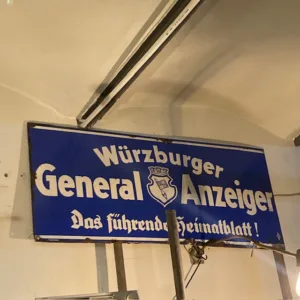 Würzburger
General Anzeiger
Das führende Heimatblatt!